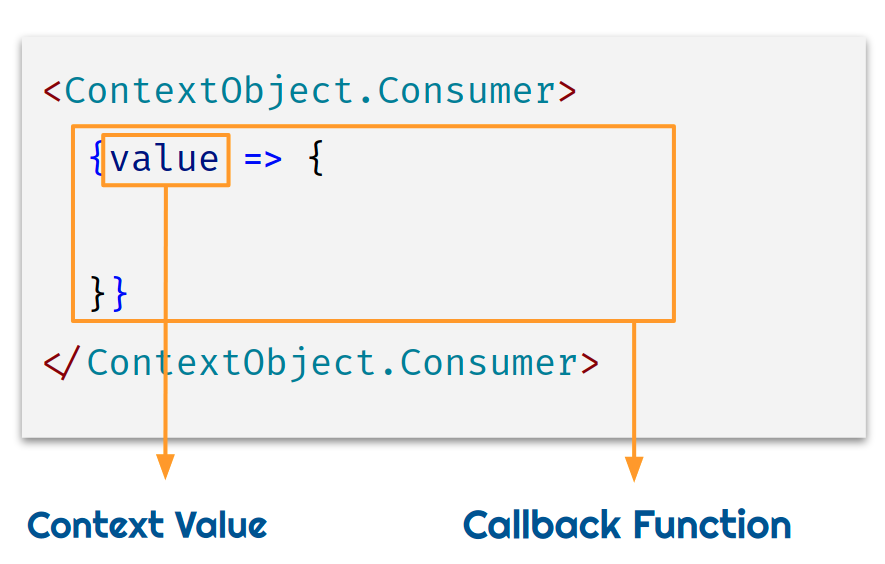 <ContextObject.Consumer>
{value => {
}}
</ContextObject.Consumer>
Context Value
Callback Function